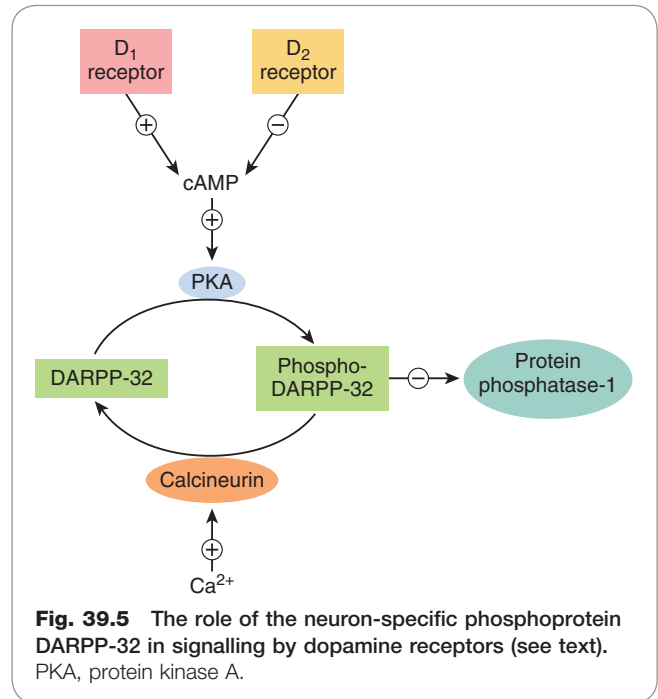 D₁
receptor
D₂
receptor
+
−
cAMP
+
PKA
DARPP-32
Phospho-
DARPP-32
−
Protein
phosphatase-1
Calcineurin
+
Ca²⁺
Fig. 39.5 The role of the neuron-specific phosphoprotein
DARPP-32 in signalling by dopamine receptors (see text).
PKA, protein kinase A.